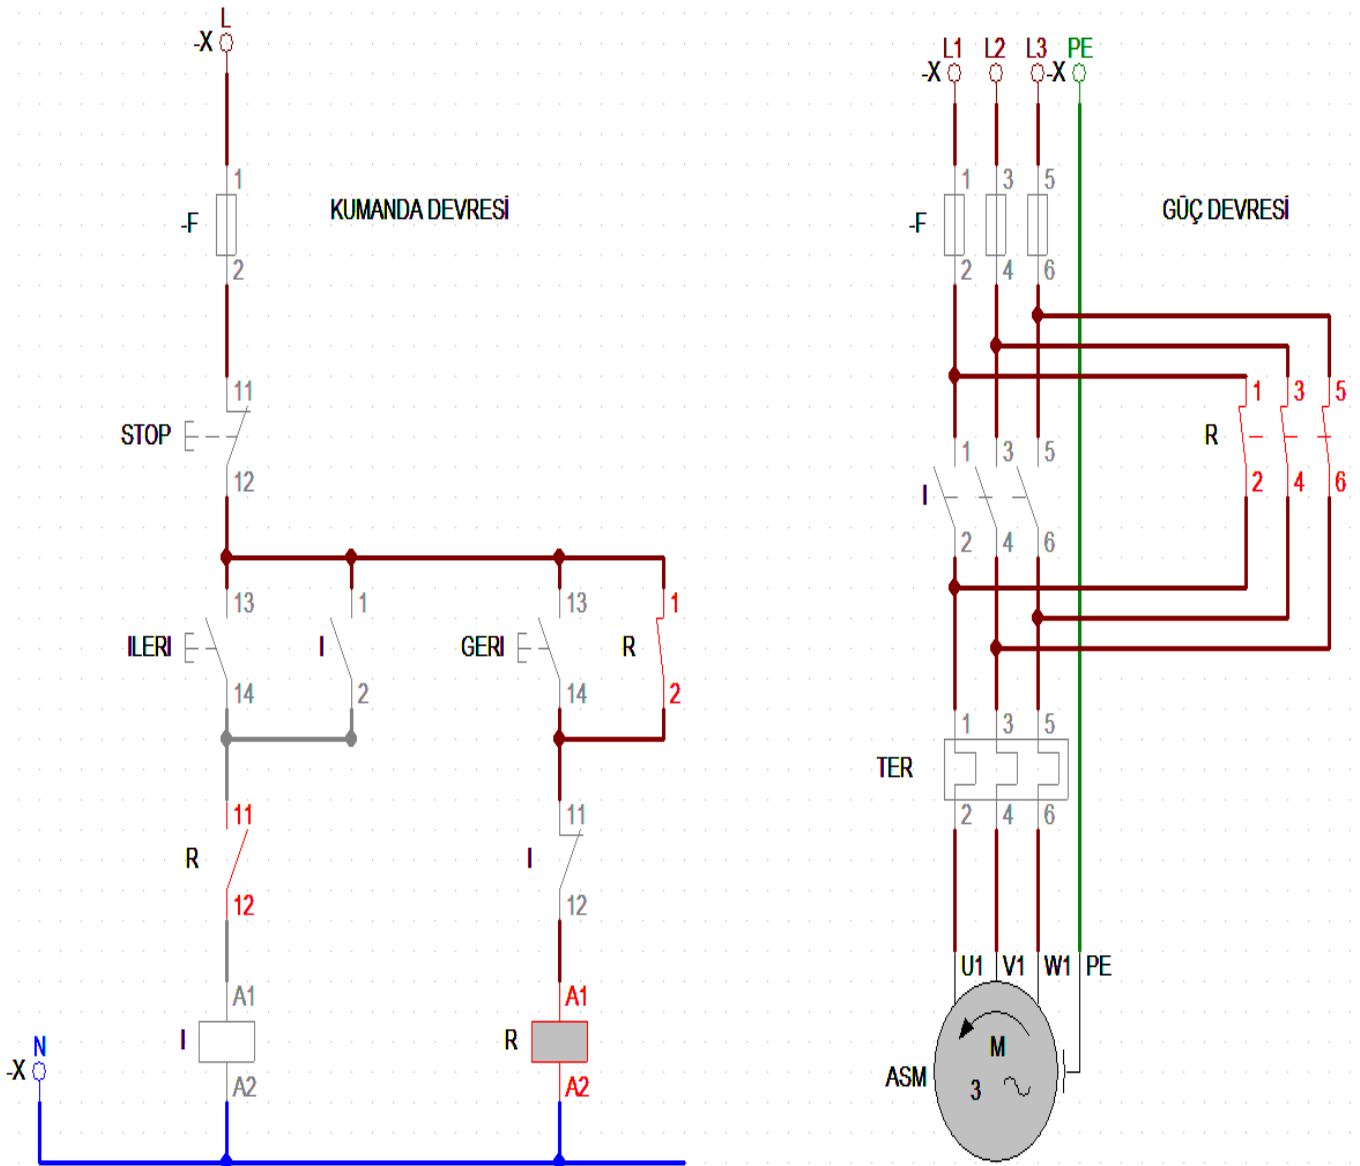 L
-X
1
-F
2
KUMANDA DEVRESİ
11
STOP
12
13
ILERI
14
1
I
2
13
GERI
14
1
R
2
11
R
12
11
I
12
A1
I
A2
A1
R
A2
N
-X
L1 L2 L3 PE
-X -X
1 3 5
-F
2 4 6
GÜÇ DEVRESİ
1 3 5
R
2 4 6
1 3 5
I
2 4 6
1 3 5
TER
2 4 6
U1 V1 W1 PE
M
ASM
3